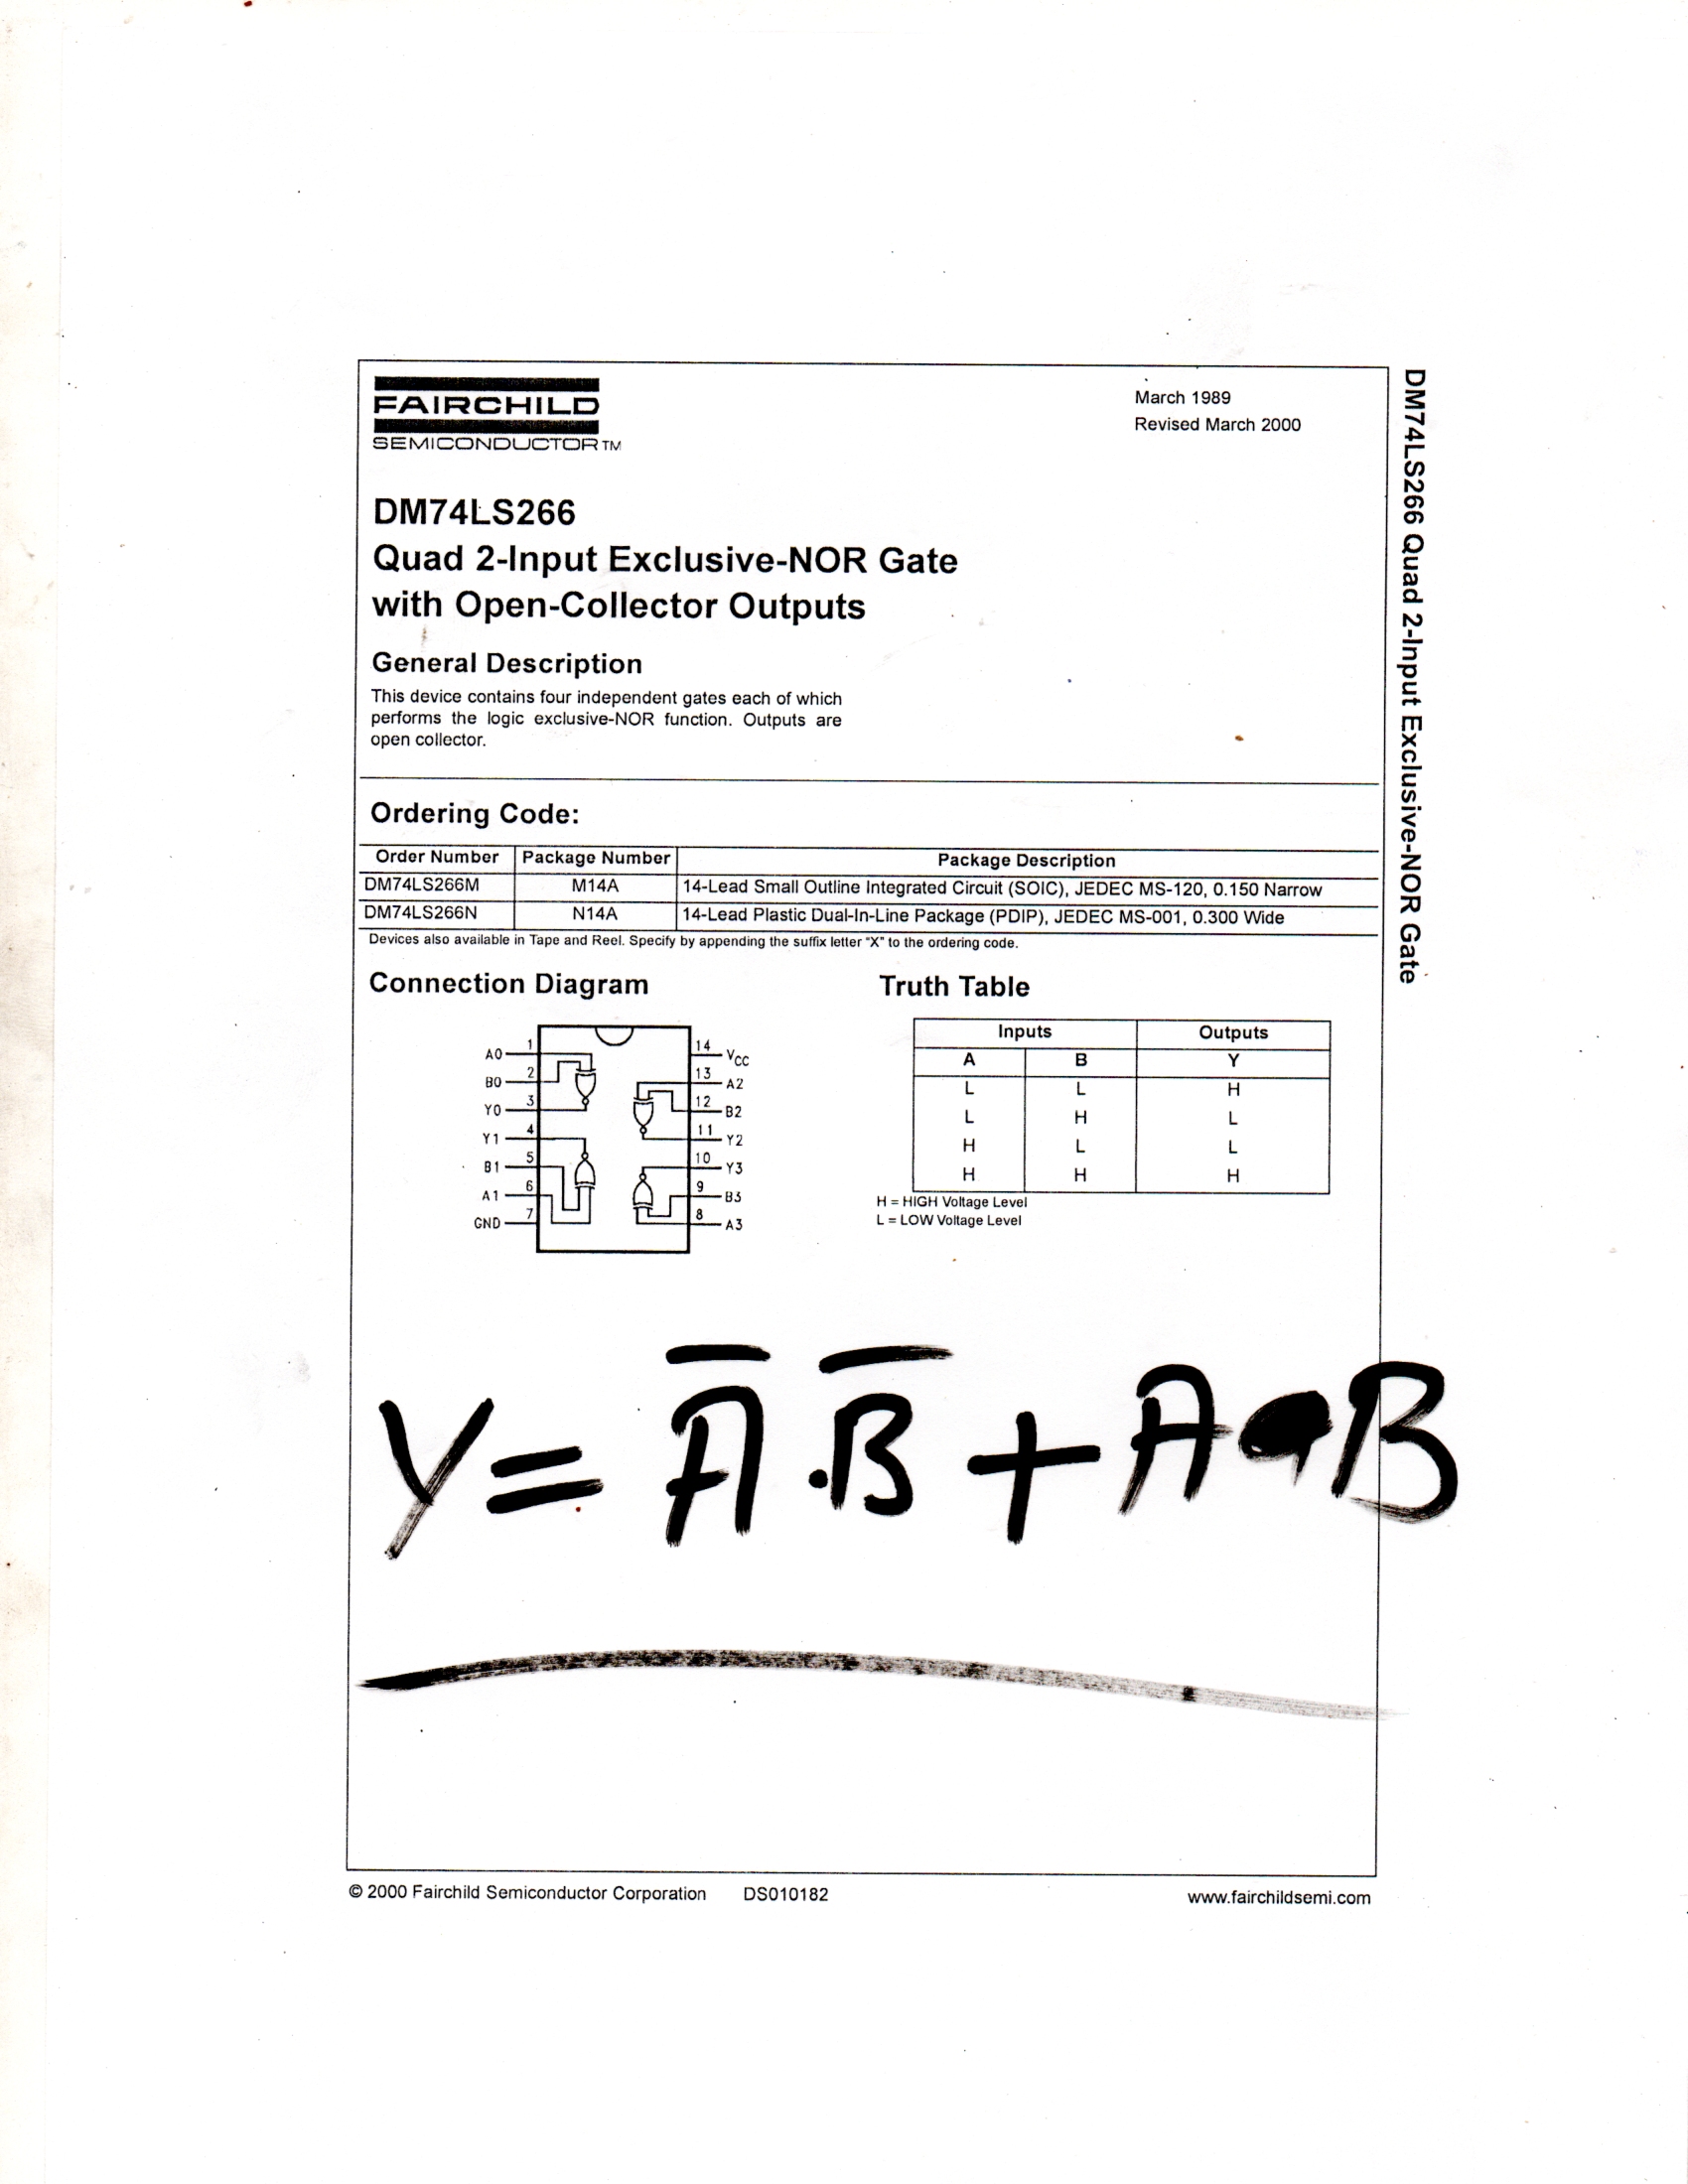 FAIRCHILD
SEMICONDUCTOR TM
March 1989
Revised March 2000
DM74LS266
Quad 2-Input Exclusive-NOR Gate
with Open-Collector Outputs
General Description
This device contains four independent gates each of which
performs the logic exclusive-NOR function. Outputs are
open collector.
Ordering Code:
Order Number Package Number Package Description
DM74LS266M M14A 14-Lead Small Outline Integrated Circuit (SOIC), JEDEC MS-120, 0.150 Narrow
DM74LS266N N14A 14-Lead Plastic Dual-In-Line Package (PDIP), JEDEC MS-001, 0.300 Wide
Devices also available in Tape and Reel. Specify by appending the suffix letter "X" to the ordering code.
Connection Diagram
A0 1 14 VCC
B0 2 13 A2
Y0 3 12 B2
Y1 4 11 Y2
B1 5 10 Y3
A1 6 9 B3
GND 7 8 A3
Truth Table
Inputs Outputs
A B Y
L L H
L H L
H L L
H H H
H = HIGH Voltage Level
L = LOW Voltage Level
Y = A̅ . B̅ + A • B
© 2000 Fairchild Semiconductor Corporation DS010182 www.fairchildsemi.com
DM74LS266 Quad 2-Input Exclusive-NOR Gate